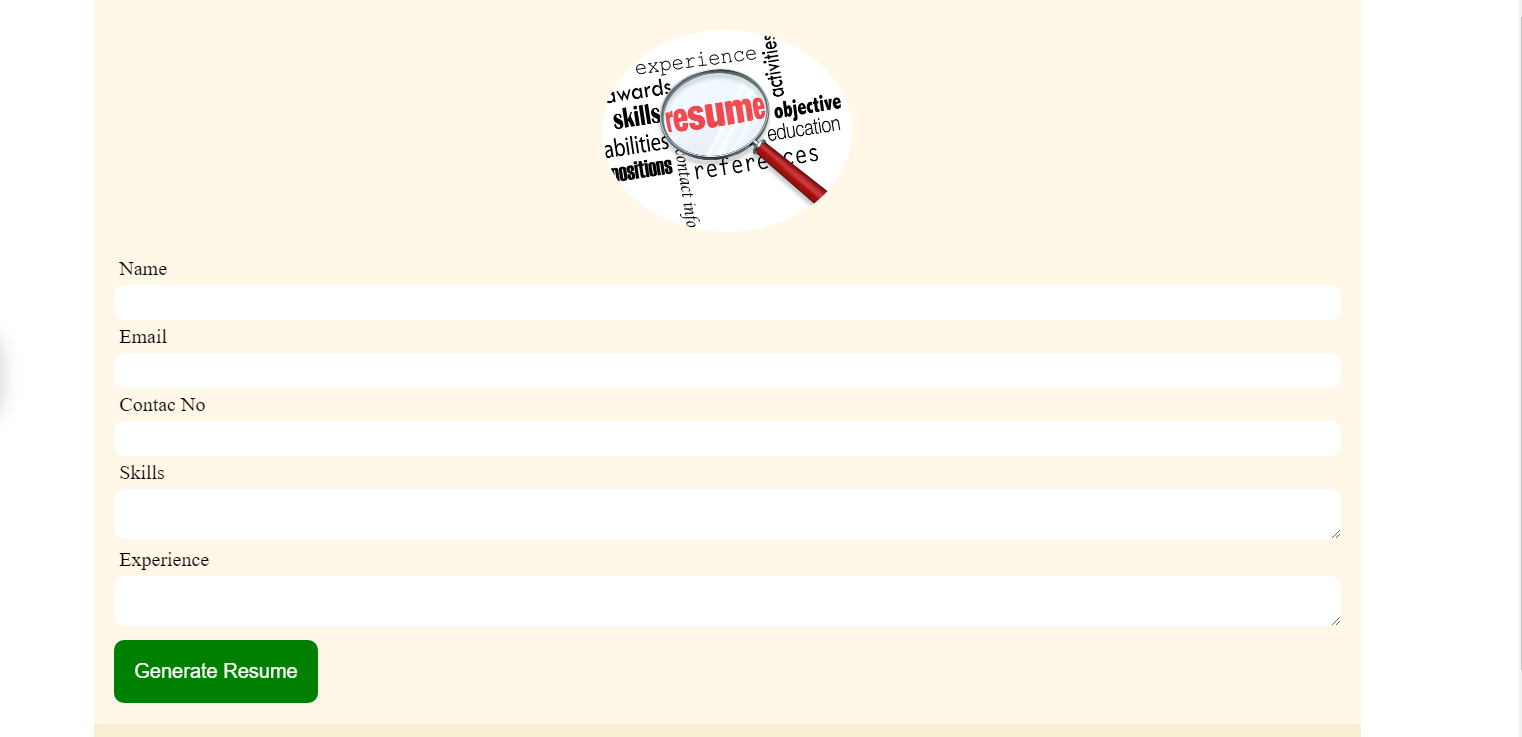 experience
activities
awards
skills
resume
objective
education
abilities
positions
references
contact info
Name
Email
Contac No
Skills
Experience
Generate Resume